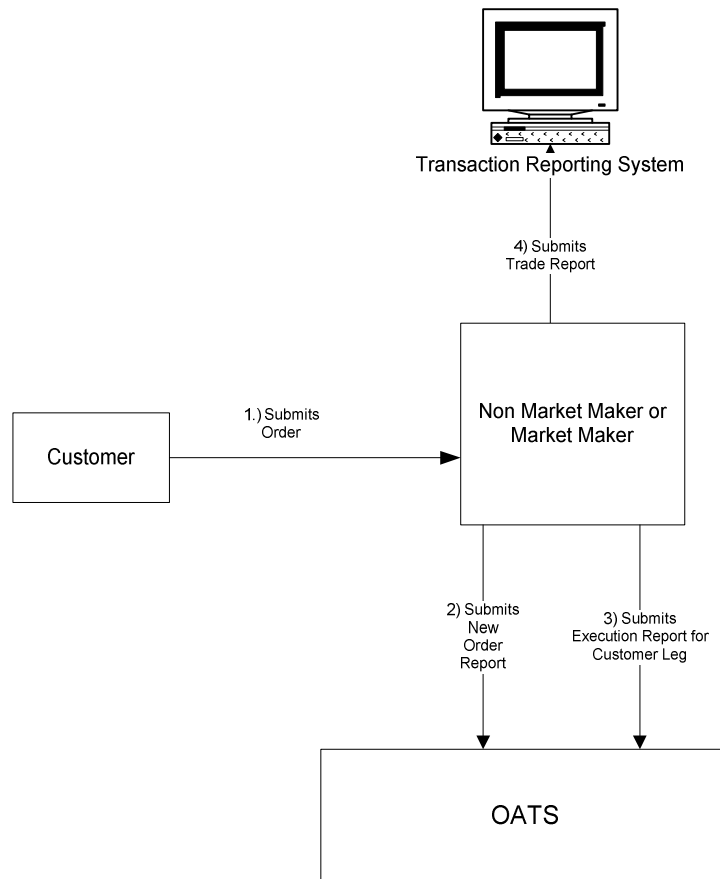 Transaction Reporting System
4) Submits
Trade Report
Non Market Maker or
Market Maker
1.) Submits
Order
Customer
2) Submits
New
Order
Report
3) Submits
Execution Report for
Customer Leg
OATS